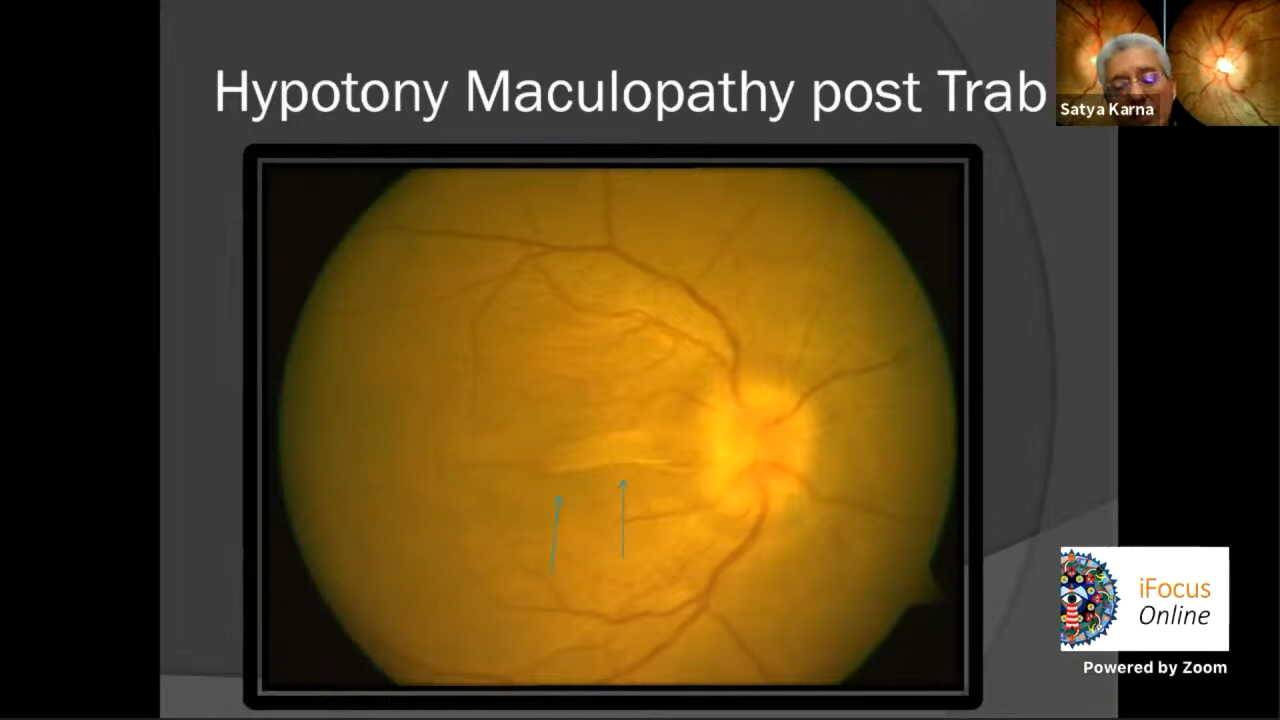 Hypotony Maculopathy post Trab
Satya Karna
iFocus
Online
Powered by Zoom